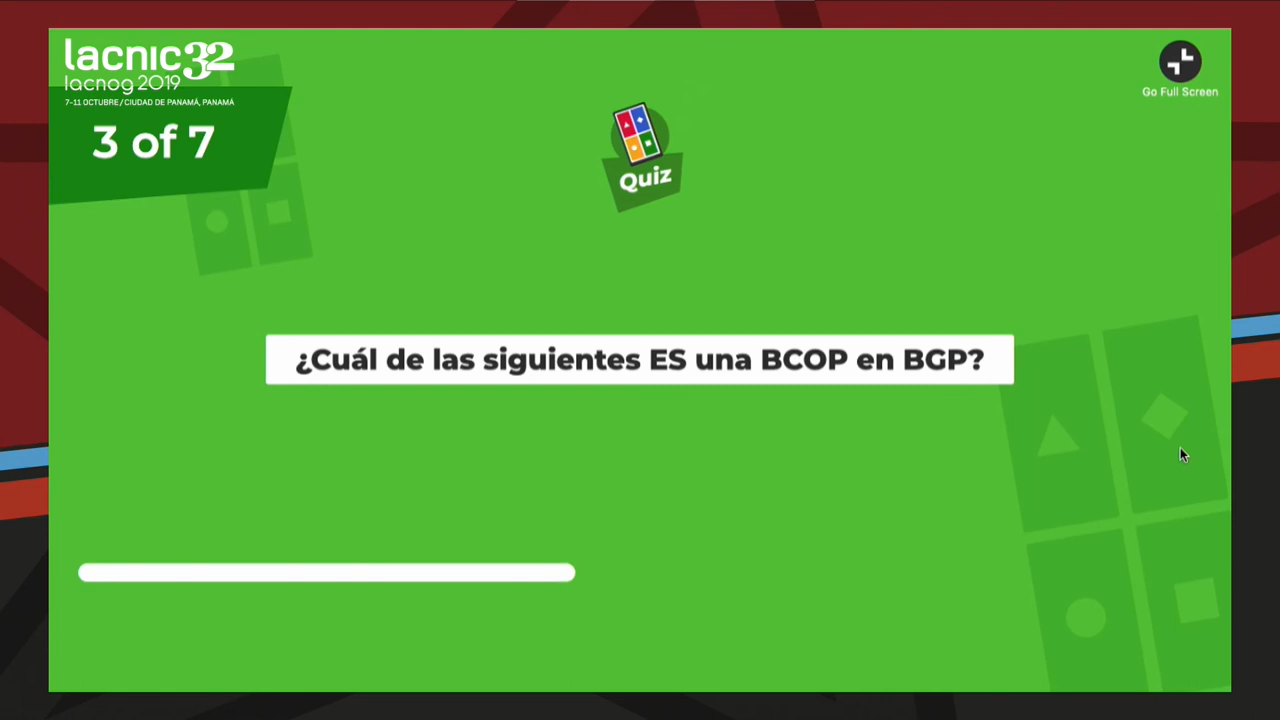 lacnic32
lacnog 2019
7-11 OCTUBRE / CIUDAD DE PANAMÁ, PANAMÁ
3 of 7
Go Full Screen
Quiz
¿Cuál de las siguientes ES una BCOP en BGP?